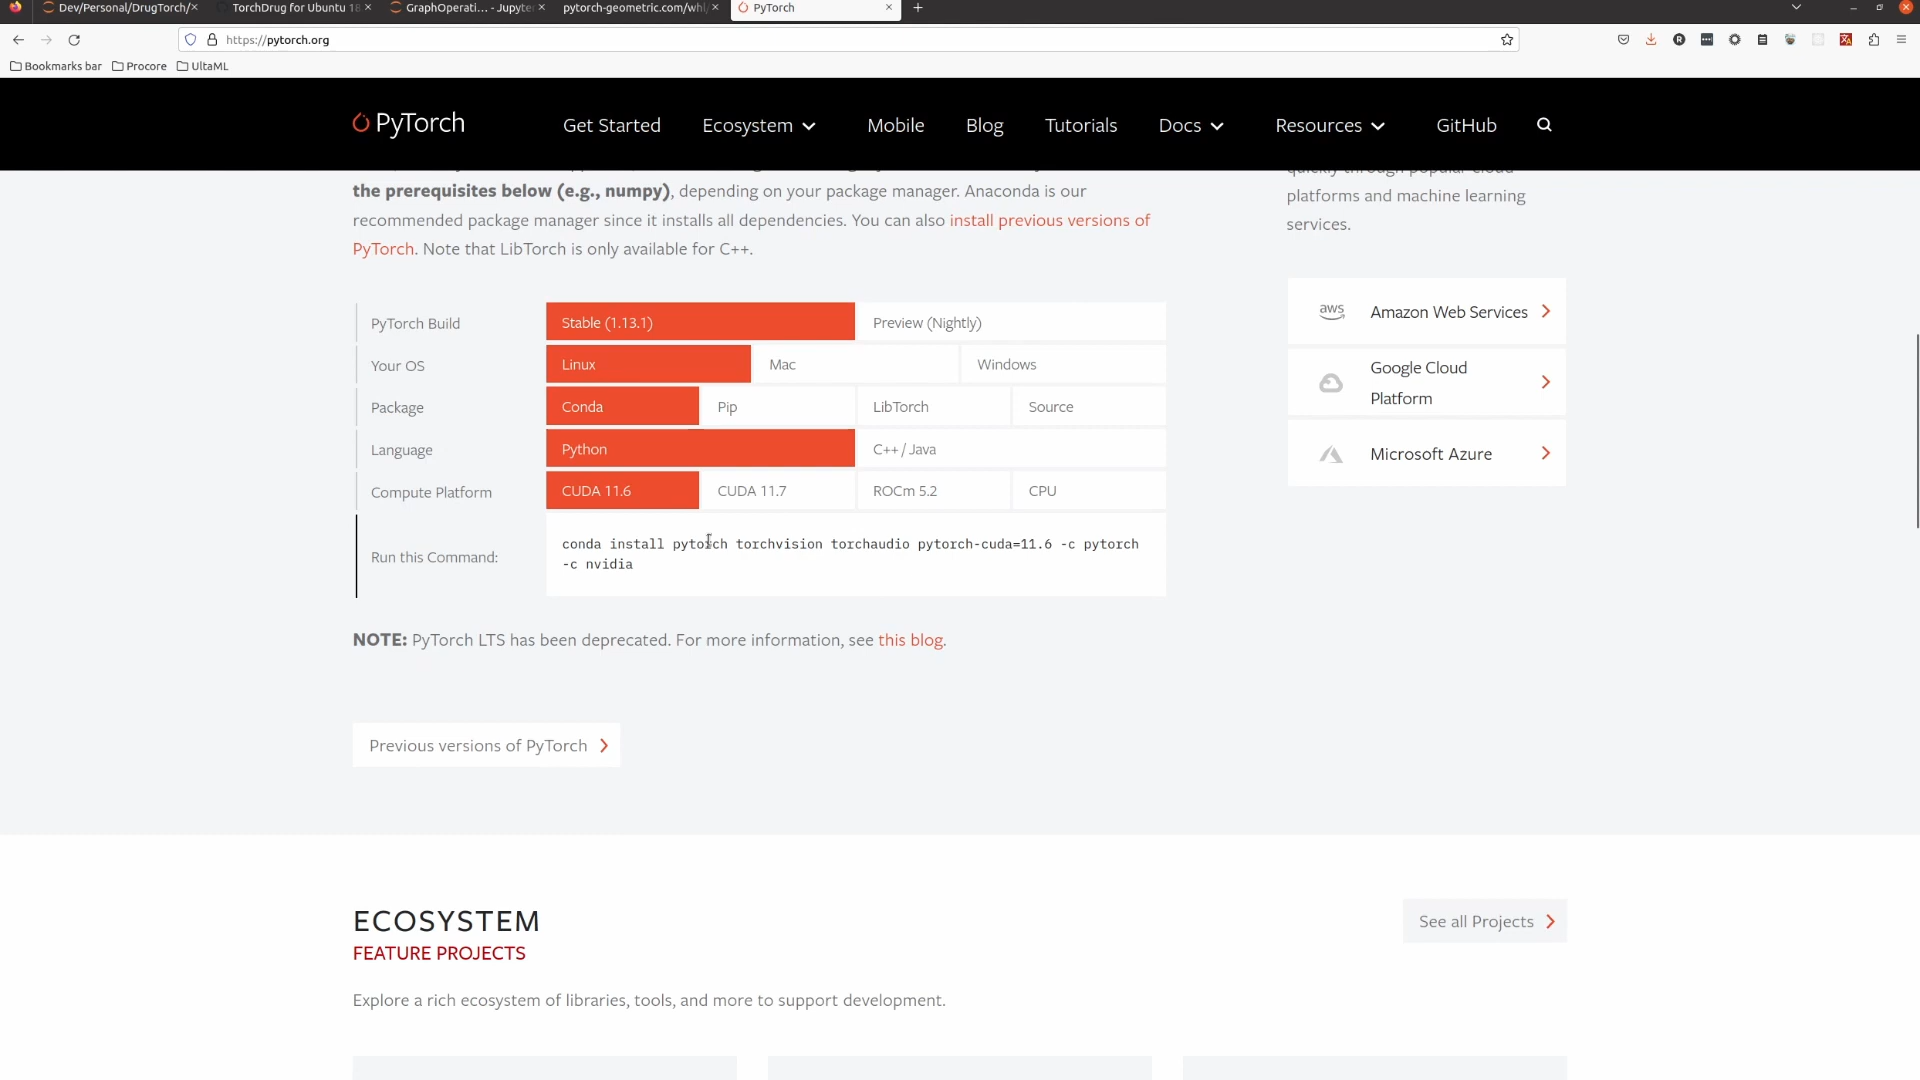 Dev/Personal/DrugTorch/
TorchDrug for Ubuntu 18
GraphOperati... - Jupyte
pytorch-geometric.com/whl/
PyTorch
https://pytorch.org
Bookmarks bar
Procore
UltaML
PyTorch
Get Started
Ecosystem
Mobile
Blog
Tutorials
Docs
Resources
GitHub
the prerequisites below (e.g., numpy), depending on your package manager. Anaconda is our
recommended package manager since it installs all dependencies. You can also install previous versions of
PyTorch. Note that LibTorch is only available for C++.
quickly through popular cloud
platforms and machine learning
services.
PyTorch Build
Stable (1.13.1)
Preview (Nightly)
Your OS
Linux
Mac
Windows
Package
Conda
Pip
LibTorch
Source
Language
Python
C++ / Java
Compute Platform
CUDA 11.6
CUDA 11.7
ROCm 5.2
CPU
Run this Command:
conda install pytorch torchvision torchaudio pytorch-cuda=11.6 -c pytorch
-c nvidia
aws
Amazon Web Services
Google Cloud
Platform
Microsoft Azure
NOTE: PyTorch LTS has been deprecated. For more information, see this blog.
Previous versions of PyTorch
ECOSYSTEM
FEATURE PROJECTS
See all Projects
Explore a rich ecosystem of libraries, tools, and more to support development.